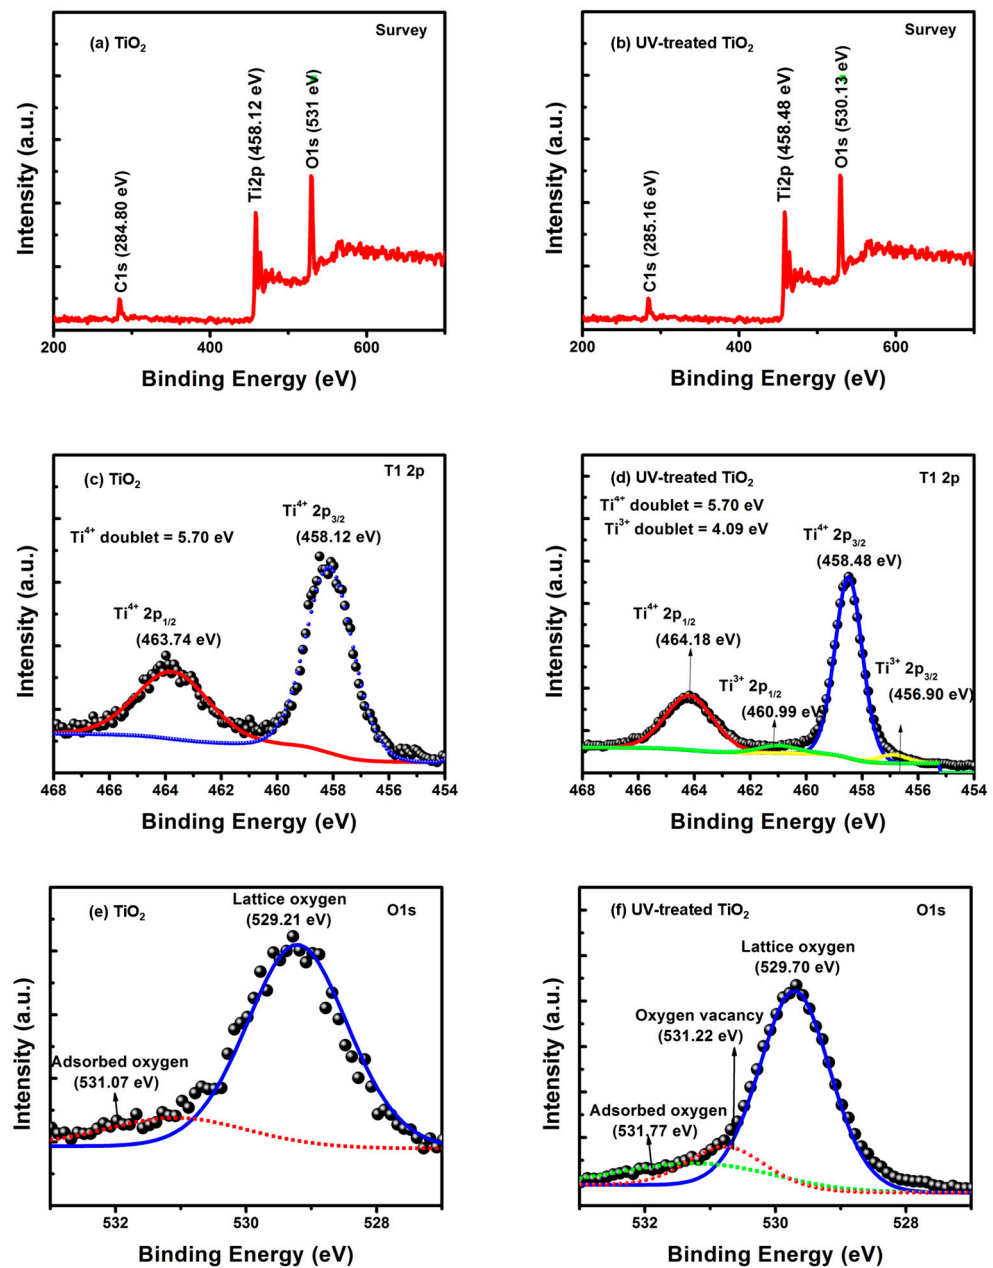 (a) TiO₂
Survey
C1s (284.80 eV)
Ti2p (458.12 eV)
O1s (531 eV)
Intensity (a.u.)
200
400
600
Binding Energy (eV)
(b) UV-treated TiO₂
Survey
C1s (285.16 eV)
Ti2p (458.48 eV)
O1s (530.13 eV)
Intensity (a.u.)
200
400
600
Binding Energy (eV)
(c) TiO₂
T1 2p
Ti⁴⁺ doublet = 5.70 eV
Ti⁴⁺ 2p₃/₂
(458.12 eV)
Ti⁴⁺ 2p₁/₂
(463.74 eV)
Intensity (a.u.)
468
466
464
462
460
458
456
454
Binding Energy (eV)
(d) UV-treated TiO₂
T1 2p
Ti⁴⁺ doublet = 5.70 eV
Ti³⁺ doublet = 4.09 eV
Ti⁴⁺ 2p₃/₂
(458.48 eV)
Ti⁴⁺ 2p₁/₂
(464.18 eV)
Ti³⁺ 2p₁/₂
(460.99 eV)
Ti³⁺ 2p₃/₂
(456.90 eV)
Intensity (a.u.)
468
466
464
462
460
458
456
454
Binding Energy (eV)
(e) TiO₂
Lattice oxygen
(529.21 eV)
O1s
Adsorbed oxygen
(531.07 eV)
Intensity (a.u.)
532
530
528
Binding Energy (eV)
(f) UV-treated TiO₂
O1s
Lattice oxygen
(529.70 eV)
Oxygen vacancy
(531.22 eV)
Adsorbed oxygen
(531.77 eV)
Intensity (a.u.)
532
530
528
Binding Energy (eV)